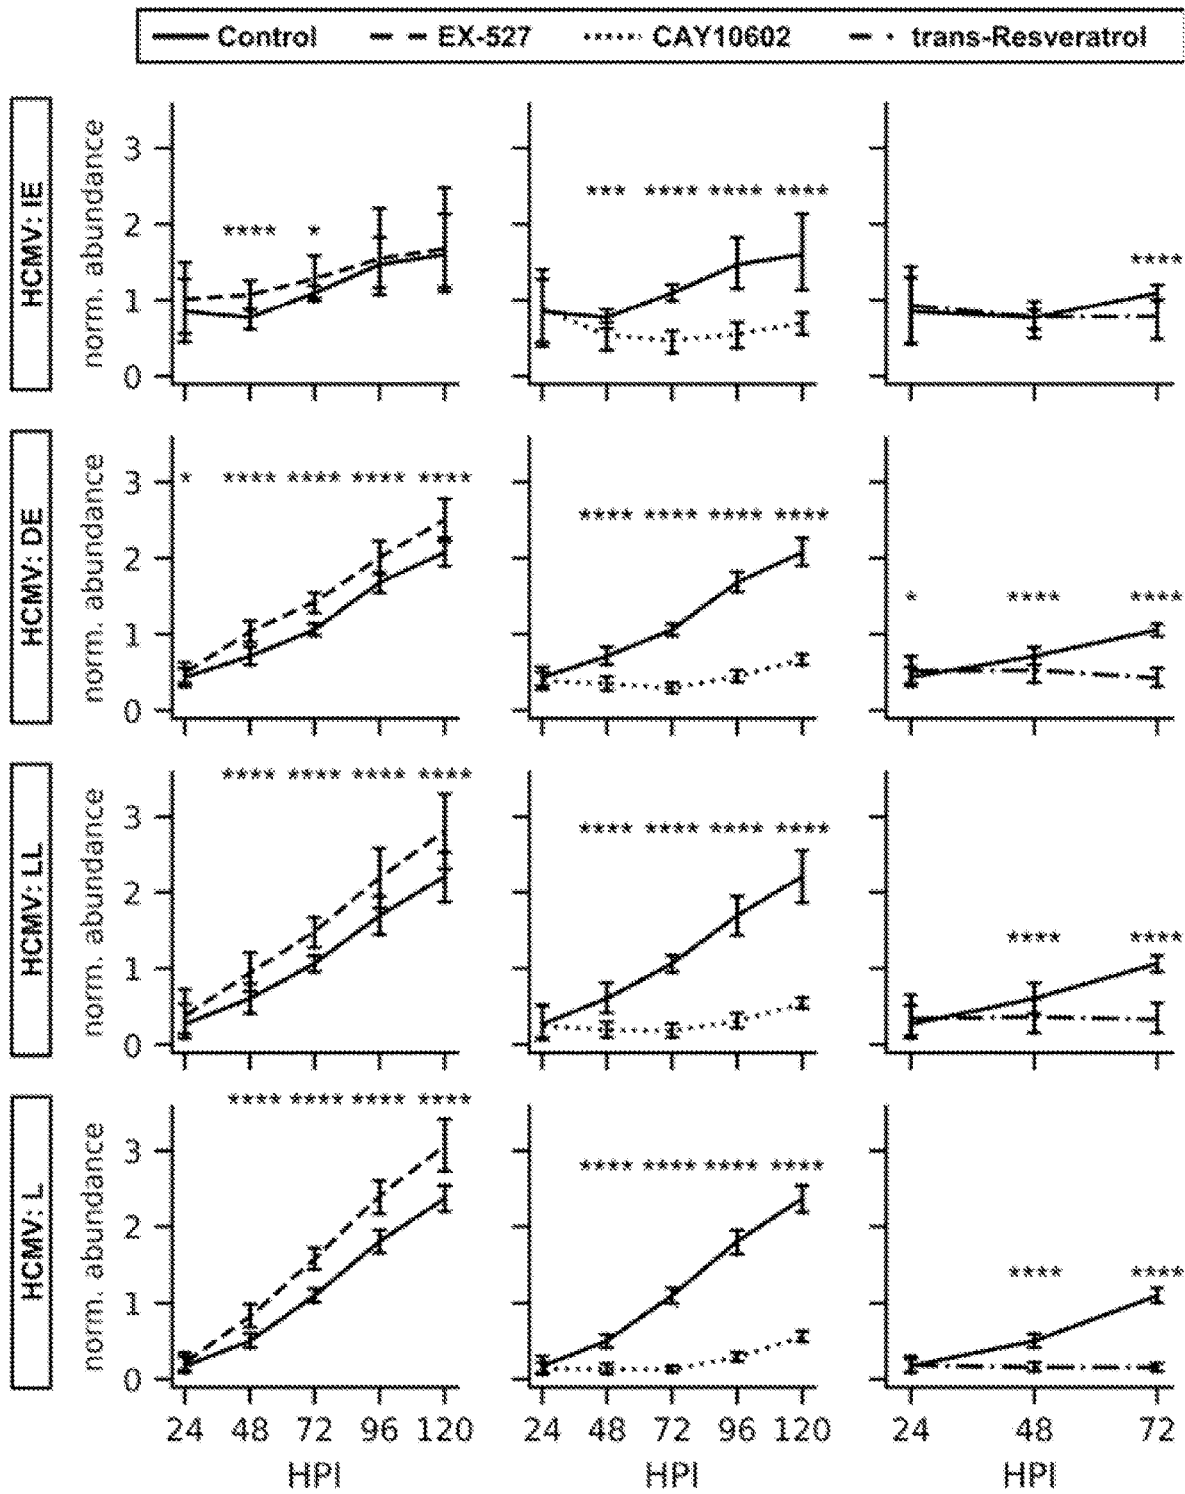 Control EX-527 CAY10602 trans-Resveratrol
HCMV: IE
norm. abundance
3
2
1
0
**** *
*** **** **** ****
****
HCMV: DE
norm. abundance
3
2
1
0
* **** **** **** ****
**** **** **** ****
* **** ****
HCMV: LL
norm. abundance
3
2
1
0
**** **** **** ****
**** **** **** ****
**** ****
HCMV: L
norm. abundance
3
2
1
0
**** **** **** ****
**** **** **** ****
**** ****
24 48 72 96 120
HPI
24 48 72 96 120
HPI
24 48 72
HPI